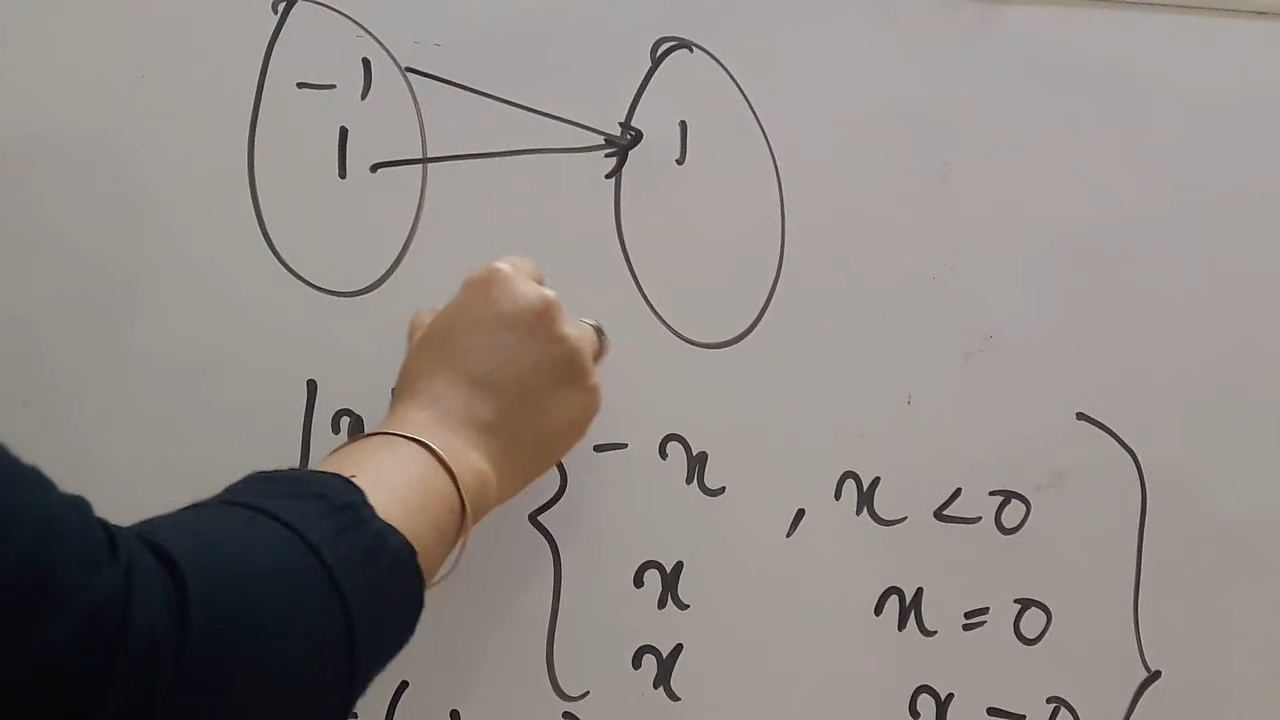 -1
1
1
|x
-x , x < 0
x x = 0
x x